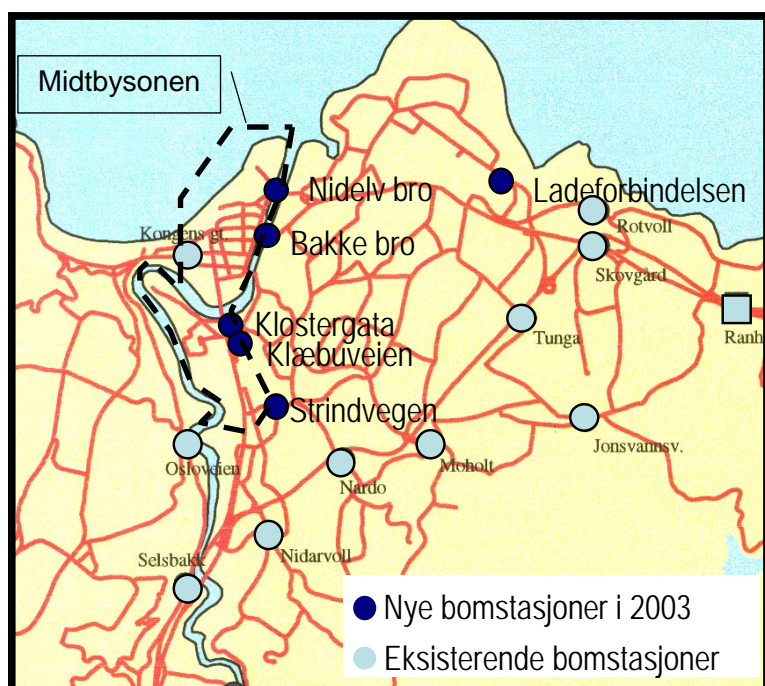 Midtbysonen
Nidelv bro
Ladeforbindelsen
Rotvoll
Kongens gt.
Bakke bro
Skovgård
Klostergata
Tunga
Ranh
Klæbuveien
Strindvegen
Jonsvannsv.
Osloveien
Moholt
Nardo
Nidarvoll
Selsbakk
Nye bomstasjoner i 2003
Eksisterende bomstasjoner